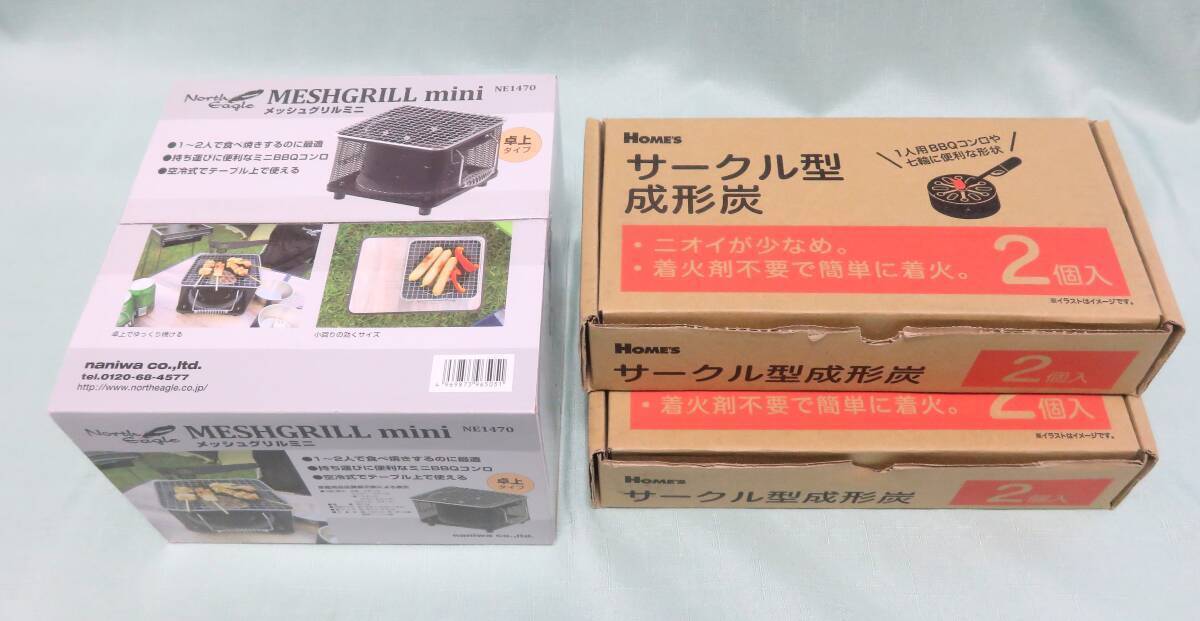 North Eagle
MESHGRILL mini NE1470
メッシュグリルミニ
●1〜2人で食べ焼きするのに最適
●持ち運びに便利なミニBBQコンロ
●空冷式でテーブル上で使える
卓上
タイプ
卓上でゆっくり焼ける
小回りの効くサイズ
naniwa co.,ltd.
tel.0120-68-4577
http://www.northeagle.co.jp/
4 969873 965051
North Eagle
MESHGRILL mini NE1470
メッシュグリルミニ
●1〜2人で食べ焼きするのに最適
●持ち運びに便利なミニBBQコンロ
●空冷式でテーブル上で使える
卓上
タイプ
naniwa co.,ltd.
HOME'S
サークル型
成形炭
1人用BBQコンロや
七輪に便利な形状
・ニオイが少なめ。
・着火剤不要で簡単に着火。
2個入
※イラストはイメージです。
HOME'S
サークル型成形炭
2個入
・着火剤不要で簡単に着火。
2個入
※イラストはイメージです。
HOME'S
サークル型成形炭
2個入